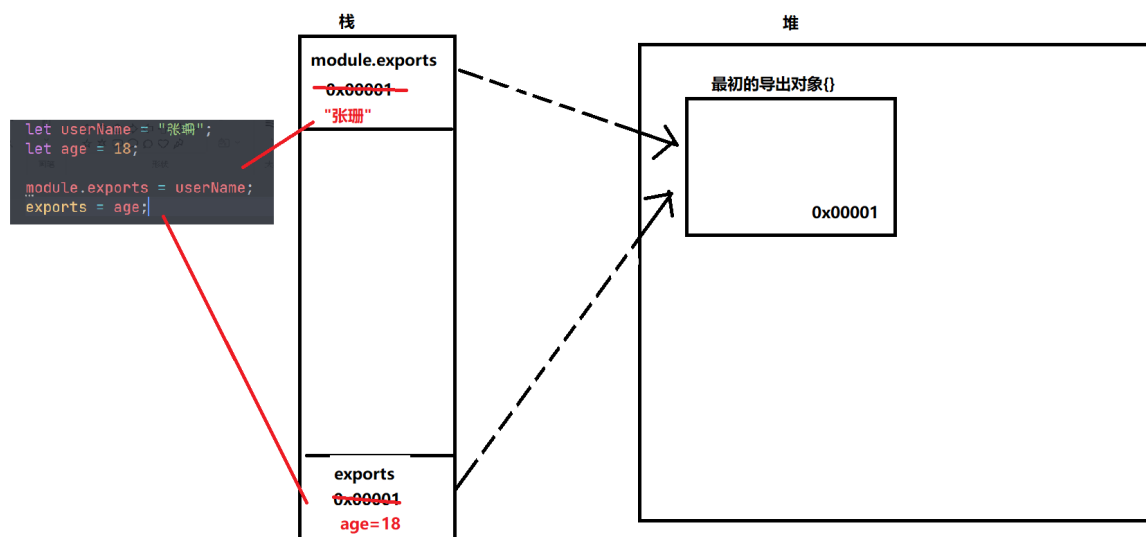 栈
堆
module.exports
0x00001
"张珊"
最初的导出对象{}
0x00001
let userName = "张珊";
let age = 18;
module.exports = userName;
exports = age;
exports
0x00001
age=18